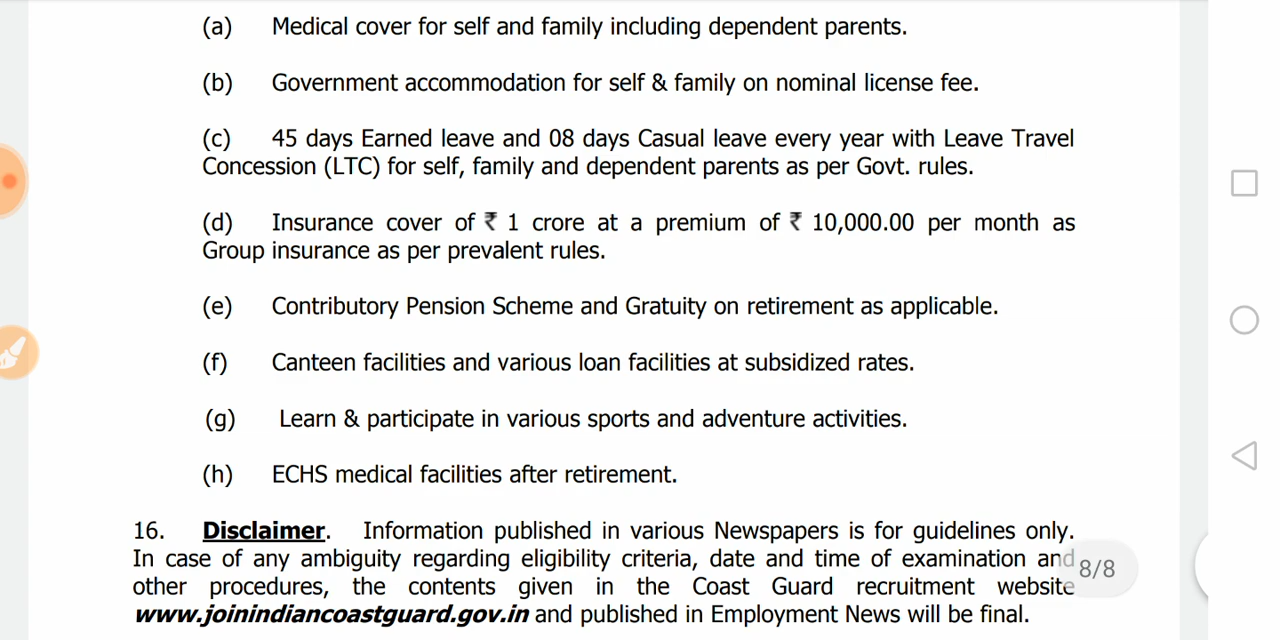 (a) Medical cover for self and family including dependent parents.
(b) Government accommodation for self & family on nominal license fee.
(c) 45 days Earned leave and 08 days Casual leave every year with Leave Travel
Concession (LTC) for self, family and dependent parents as per Govt. rules.
(d) Insurance cover of ₹ 1 crore at a premium of ₹ 10,000.00 per month as
Group insurance as per prevalent rules.
(e) Contributory Pension Scheme and Gratuity on retirement as applicable.
(f) Canteen facilities and various loan facilities at subsidized rates.
(g) Learn & participate in various sports and adventure activities.
(h) ECHS medical facilities after retirement.
16. Disclaimer. Information published in various Newspapers is for guidelines only.
In case of any ambiguity regarding eligibility criteria, date and time of examination and
other procedures, the contents given in the Coast Guard recruitment website
www.joinindiancoastguard.gov.in and published in Employment News will be final.
8/8